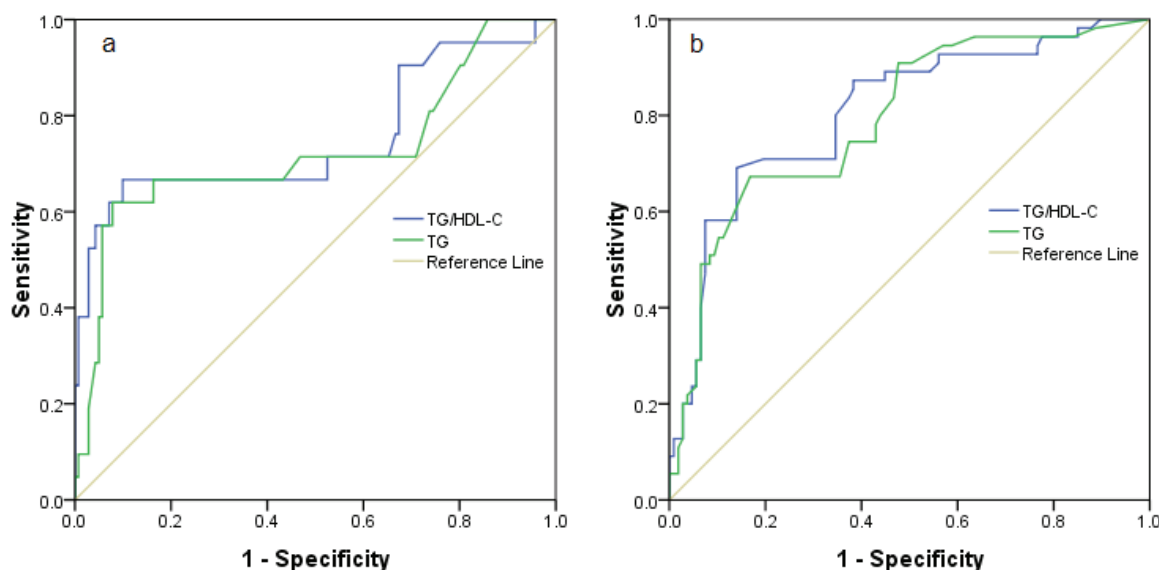 a
Sensitivity
1.0
0.8
0.6
0.4
0.2
0.0
TG/HDL-C
TG
Reference Line
0.0 0.2 0.4 0.6 0.8 1.0
1 - Specificity
b
Sensitivity
1.0
0.8
0.6
0.4
0.2
0.0
TG/HDL-C
TG
Reference Line
0.0 0.2 0.4 0.6 0.8 1.0
1 - Specificity